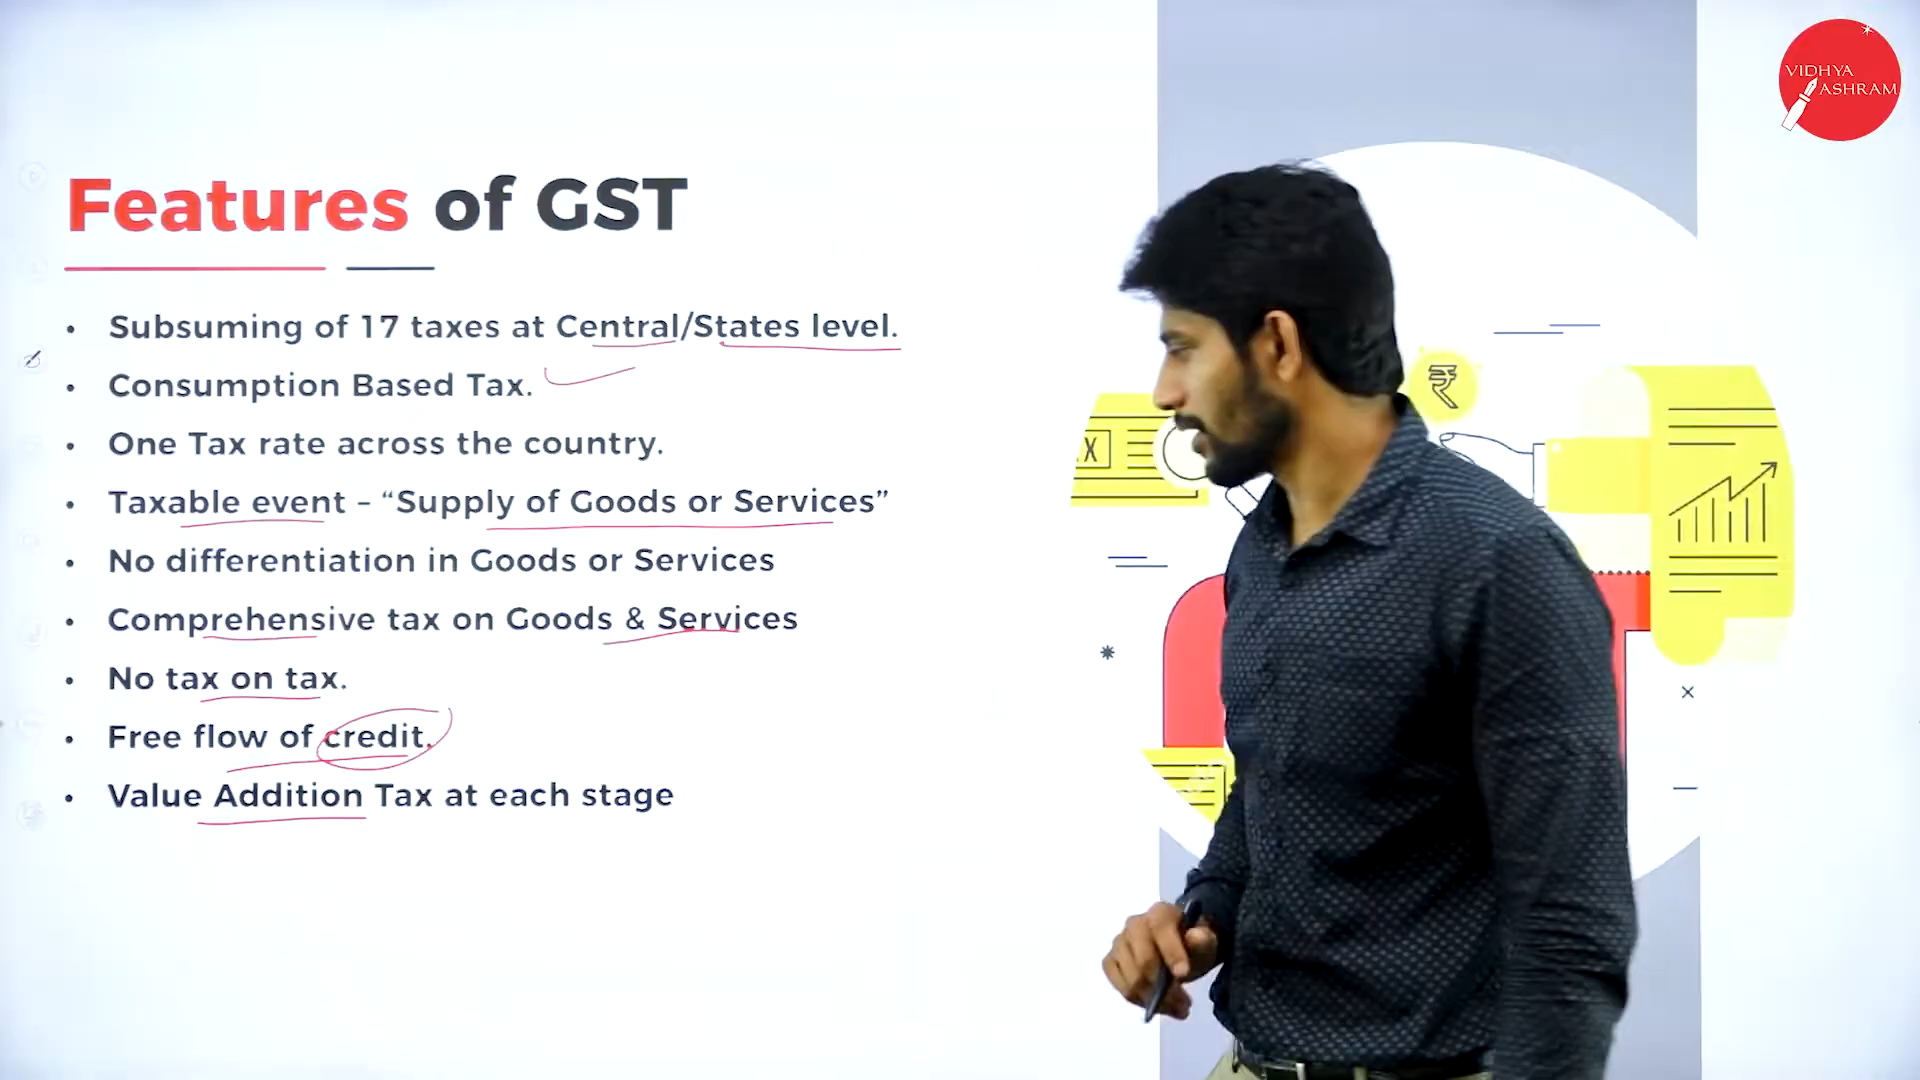 VIDHYA
ASHRAM
Features of GST
• Subsuming of 17 taxes at Central/States level.
• Consumption Based Tax.
• One Tax rate across the country.
• Taxable event – “Supply of Goods or Services”
• No differentiation in Goods or Services
• Comprehensive tax on Goods & Services
• No tax on tax.
• Free flow of credit.
• Value Addition Tax at each stage
₹